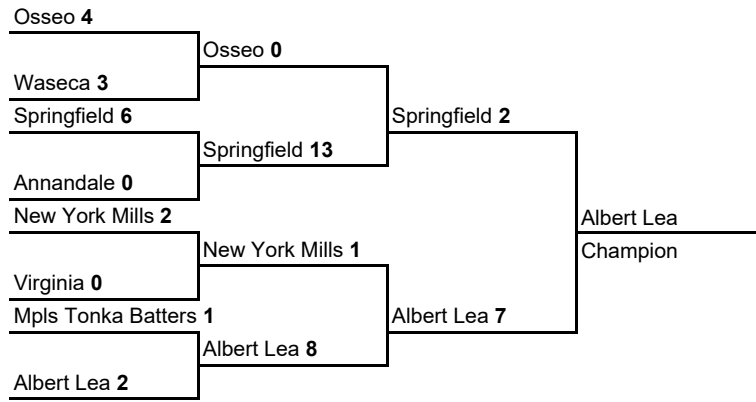 Osseo 4
Osseo 0
Waseca 3
Springfield 6
Springfield 2
Springfield 13
Annandale 0
New York Mills 2
Albert Lea
New York Mills 1
Champion
Virginia 0
Mpls Tonka Batters 1
Albert Lea 7
Albert Lea 8
Albert Lea 2